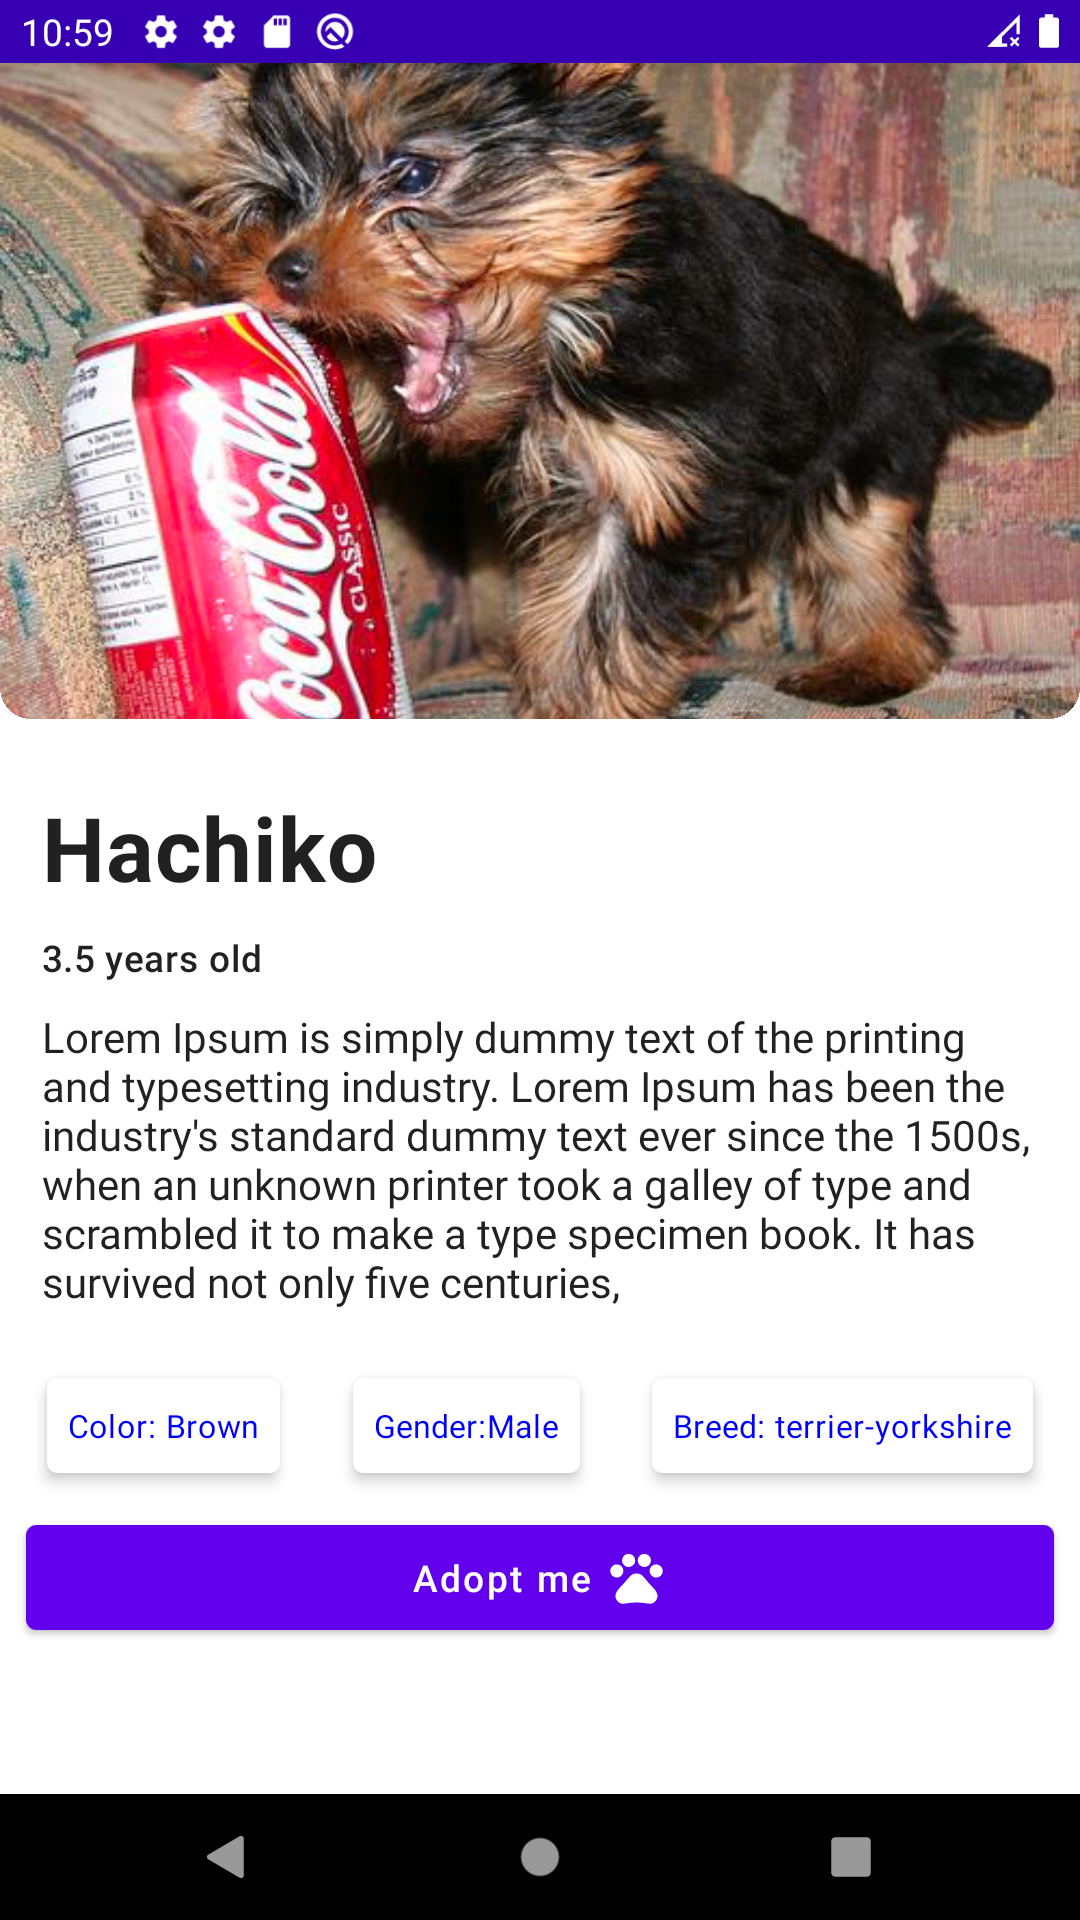 10:59
Coca-Cola
CLASSIC
Hachiko
3.5 years old
Lorem Ipsum is simply dummy text of the printing
and typesetting industry. Lorem Ipsum has been the
industry's standard dummy text ever since the 1500s,
when an unknown printer took a galley of type and
scrambled it to make a type specimen book. It has
survived not only five centuries,
Color: Brown
Gender:Male
Breed: terrier-yorkshire
Adopt me